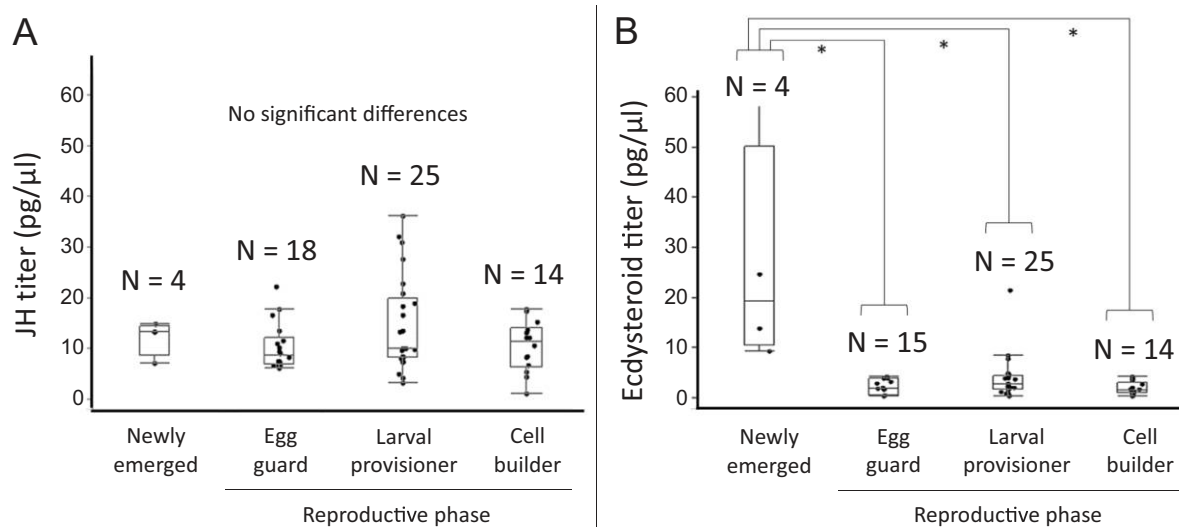 A
JH titer (pg/µl)
60
50
40
30
20
10
0
No significant differences
N = 4
N = 18
N = 25
N = 14
Newly
emerged
Egg
guard
Larval
provisioner
Cell
builder
Reproductive phase
B
Ecdysteroid titer (pg/µl)
60
50
40
30
20
10
0
*
*
*
N = 4
N = 15
N = 25
N = 14
Newly
emerged
Egg
guard
Larval
provisioner
Cell
builder
Reproductive phase